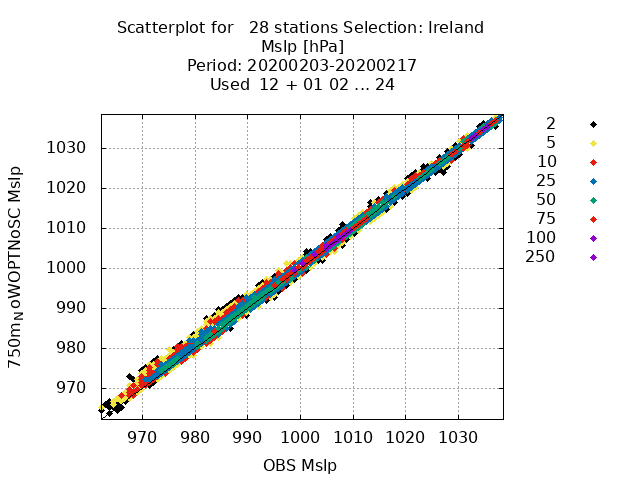 Scatterplot for   28 stations Selection: Ireland
Mslp [hPa]
Period: 20200203-20200217
Used  12 + 01 02 ... 24
2
5
10
25
50
75
100
250
750m_NoWOPTNoSC Mslp
1030
1020
1010
1000
990
980
970
970 980 990 1000 1010 1020 1030
OBS Mslp